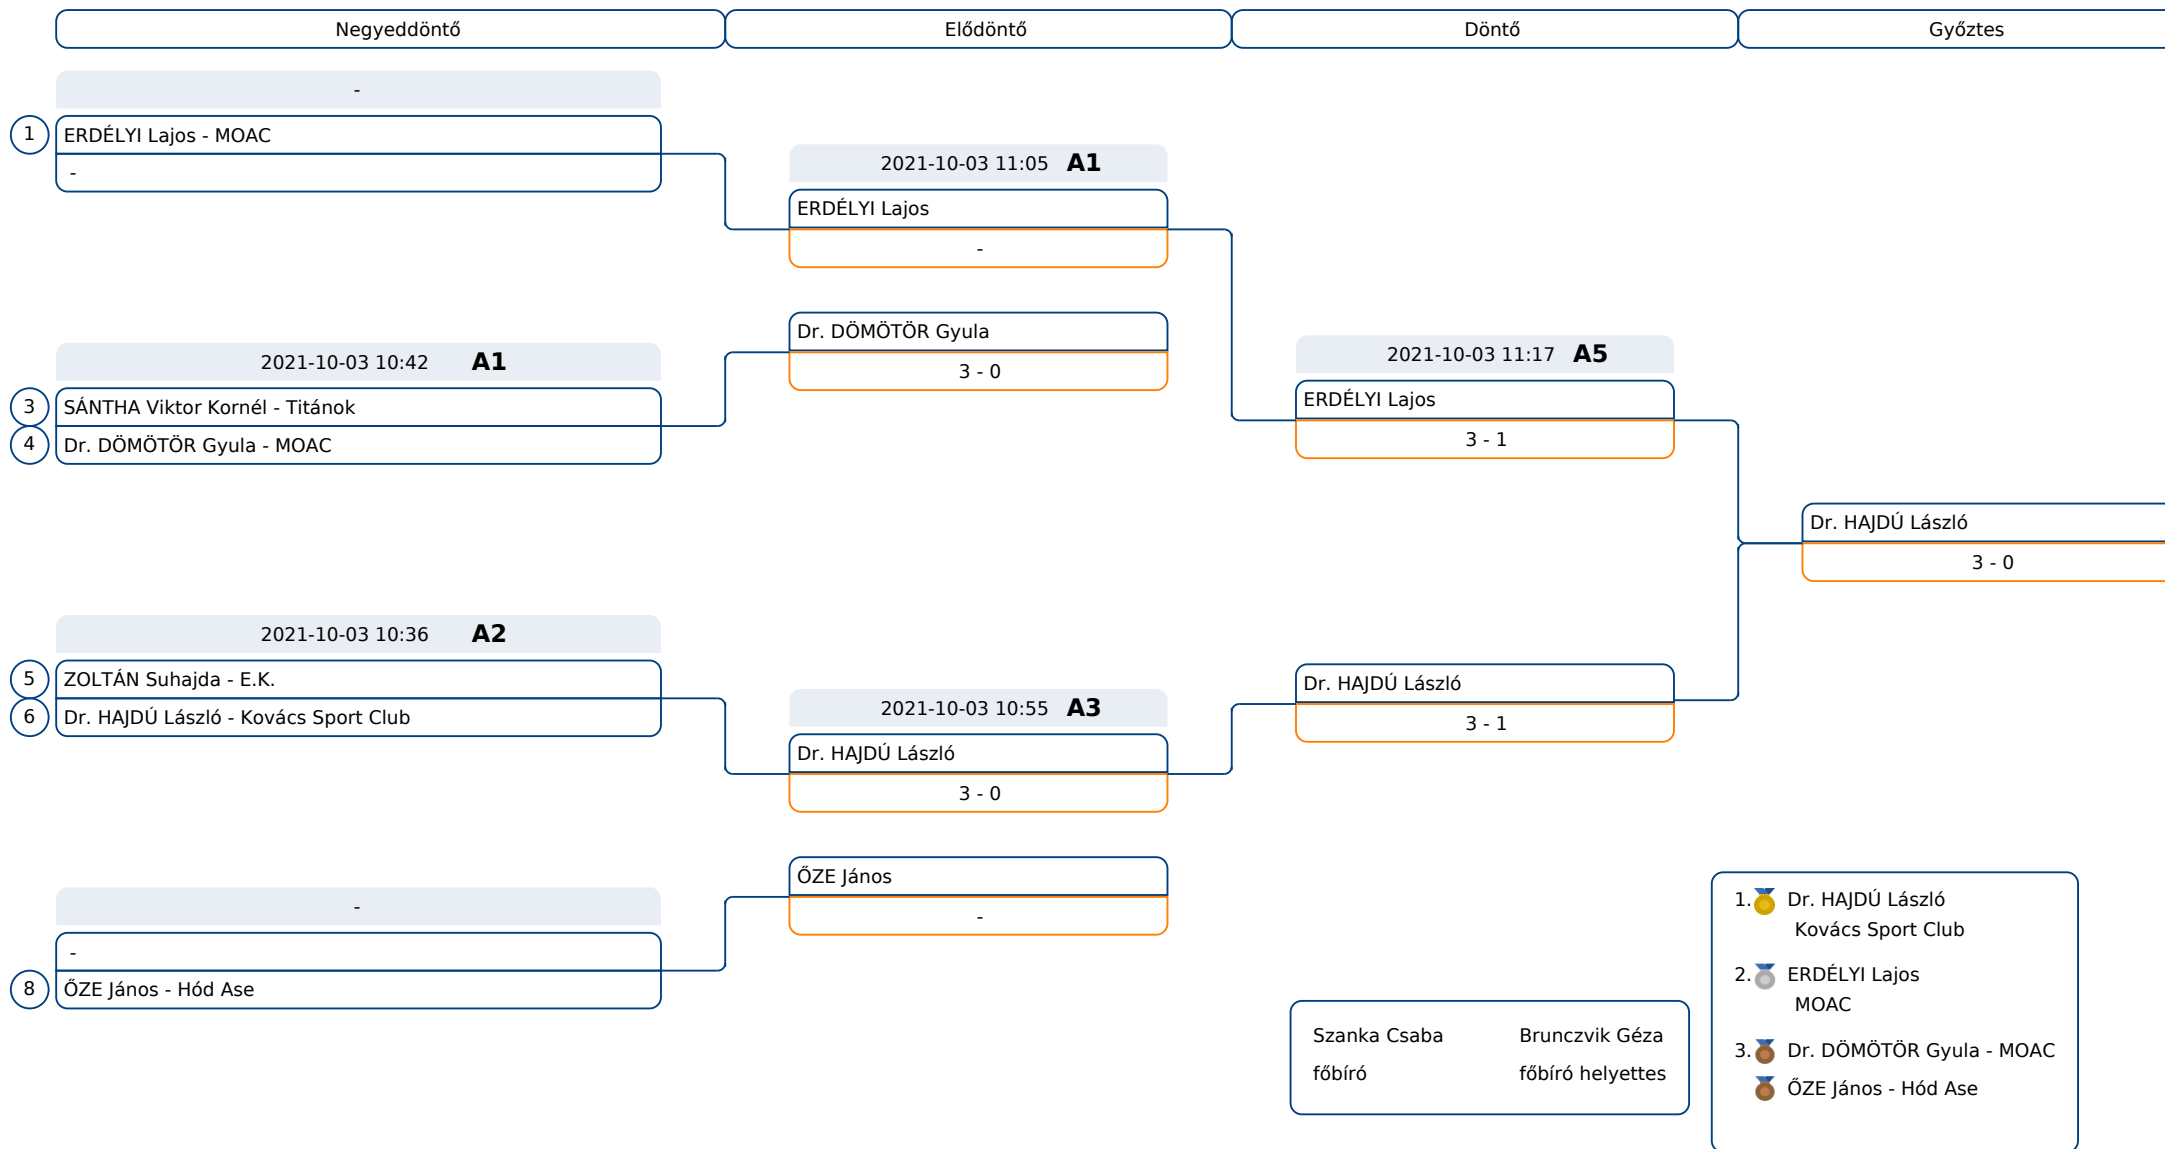 Negyeddöntő
Elődöntő
Döntő
Győztes
-
1 ERDÉLYI Lajos - MOAC
-
2021-10-03 10:42 A1
3 SÁNTHA Viktor Kornél - Titánok
4 Dr. DÖMÖTÖR Gyula - MOAC
2021-10-03 10:36 A2
5 ZOLTÁN Suhajda - E.K.
6 Dr. HAJDÚ László - Kovács Sport Club
-
-
8 ŐZE János - Hód Ase
2021-10-03 11:05 A1
ERDÉLYI Lajos
-
Dr. DÖMÖTÖR Gyula
3 - 0
2021-10-03 10:55 A3
Dr. HAJDÚ László
3 - 0
ŐZE János
-
2021-10-03 11:17 A5
ERDÉLYI Lajos
3 - 1
Dr. HAJDÚ László
3 - 1
Dr. HAJDÚ László
3 - 0
Szanka Csaba Brunczvik Géza
főbíró főbíró helyettes
1. Dr. HAJDÚ László
Kovács Sport Club
2. ERDÉLYI Lajos
MOAC
3. Dr. DÖMÖTÖR Gyula - MOAC
ŐZE János - Hód Ase